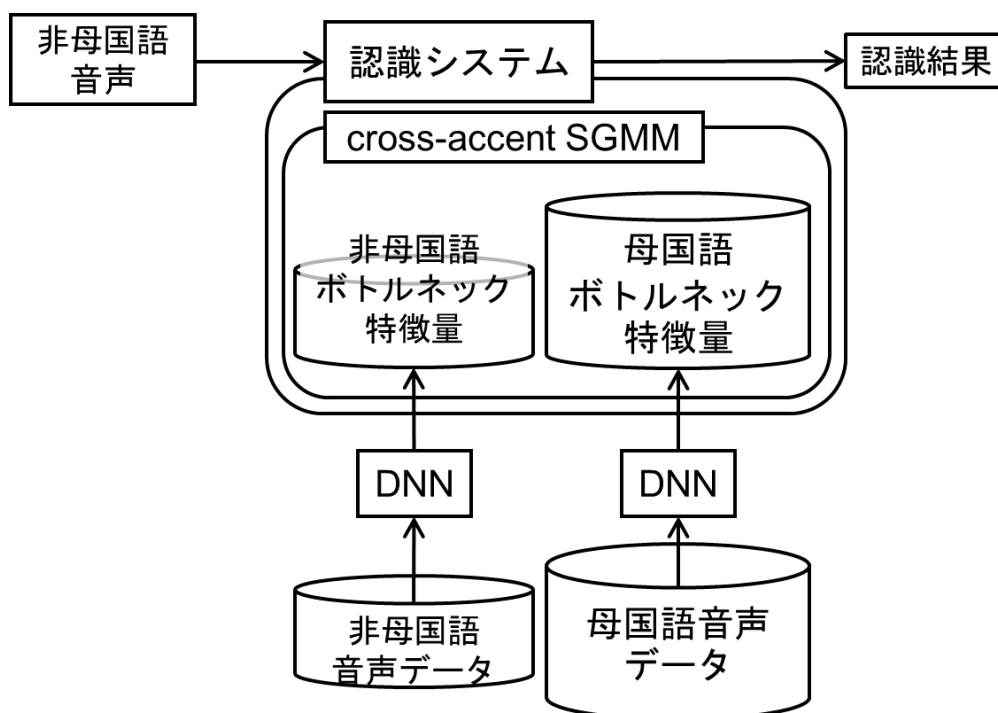 非母国語
音声
認識システム
認識結果
cross-accent SGMM
非母国語
ボトルネック
特徴量
母国語
ボトルネック
特徴量
DNN
DNN
非母国語
音声データ
母国語音声
データ